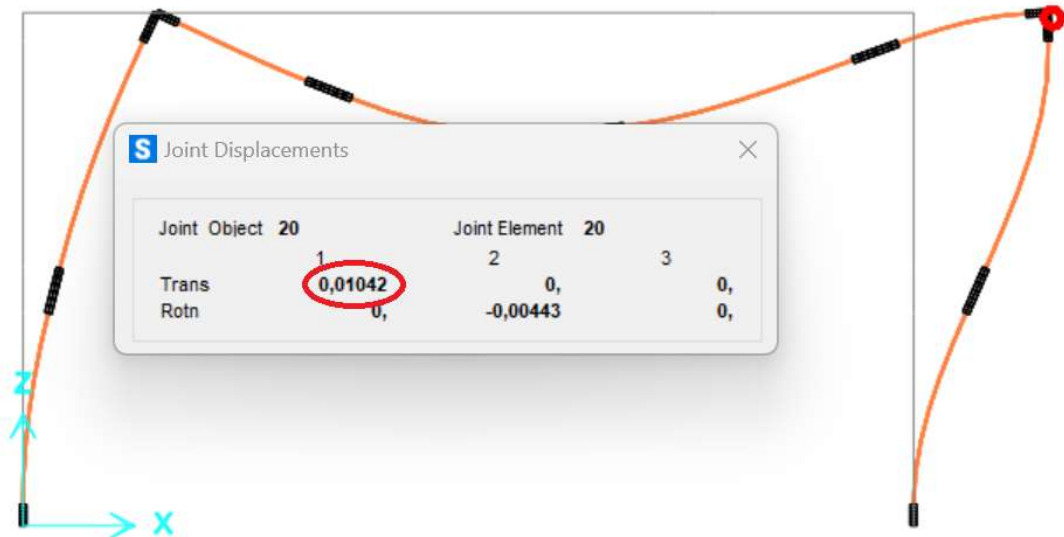 S Joint Displacements
Joint Object 20 Joint Element 20
1 2 3
Trans 0,01042 0, 0,
Rotn 0, -0,00443 0,
Z
X